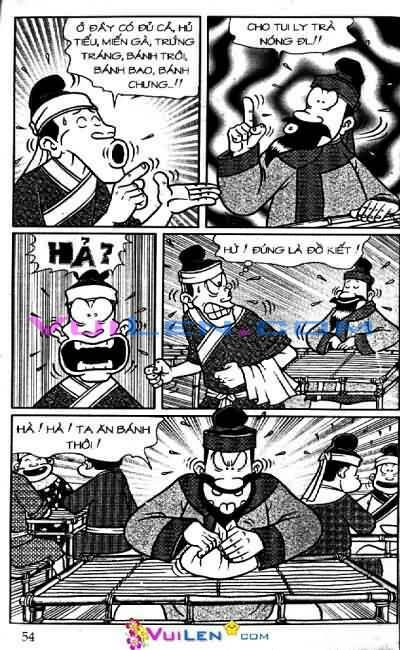 Ở ĐÂY CÓ ĐỦ CẢ, HỦ
TIẾU, MIẾN GÀ, TRỨNG
TRÁNG, BÁNH TRÔI,
BÁNH BAO, BÁNH
CHƯNG...!!
CHO TUI LY TRÀ
NÓNG ĐI...!!
HẢ?
HỪ! ĐÚNG LÀ ĐỒ KẸT!
VuiLen.com
HÀ! HÀ! TA ĂN BÁNH
THÔI!
54
VuiLen.com